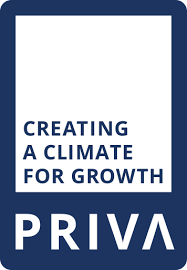 CREATING
A CLIMATE
FOR GROWTH
PRIVA